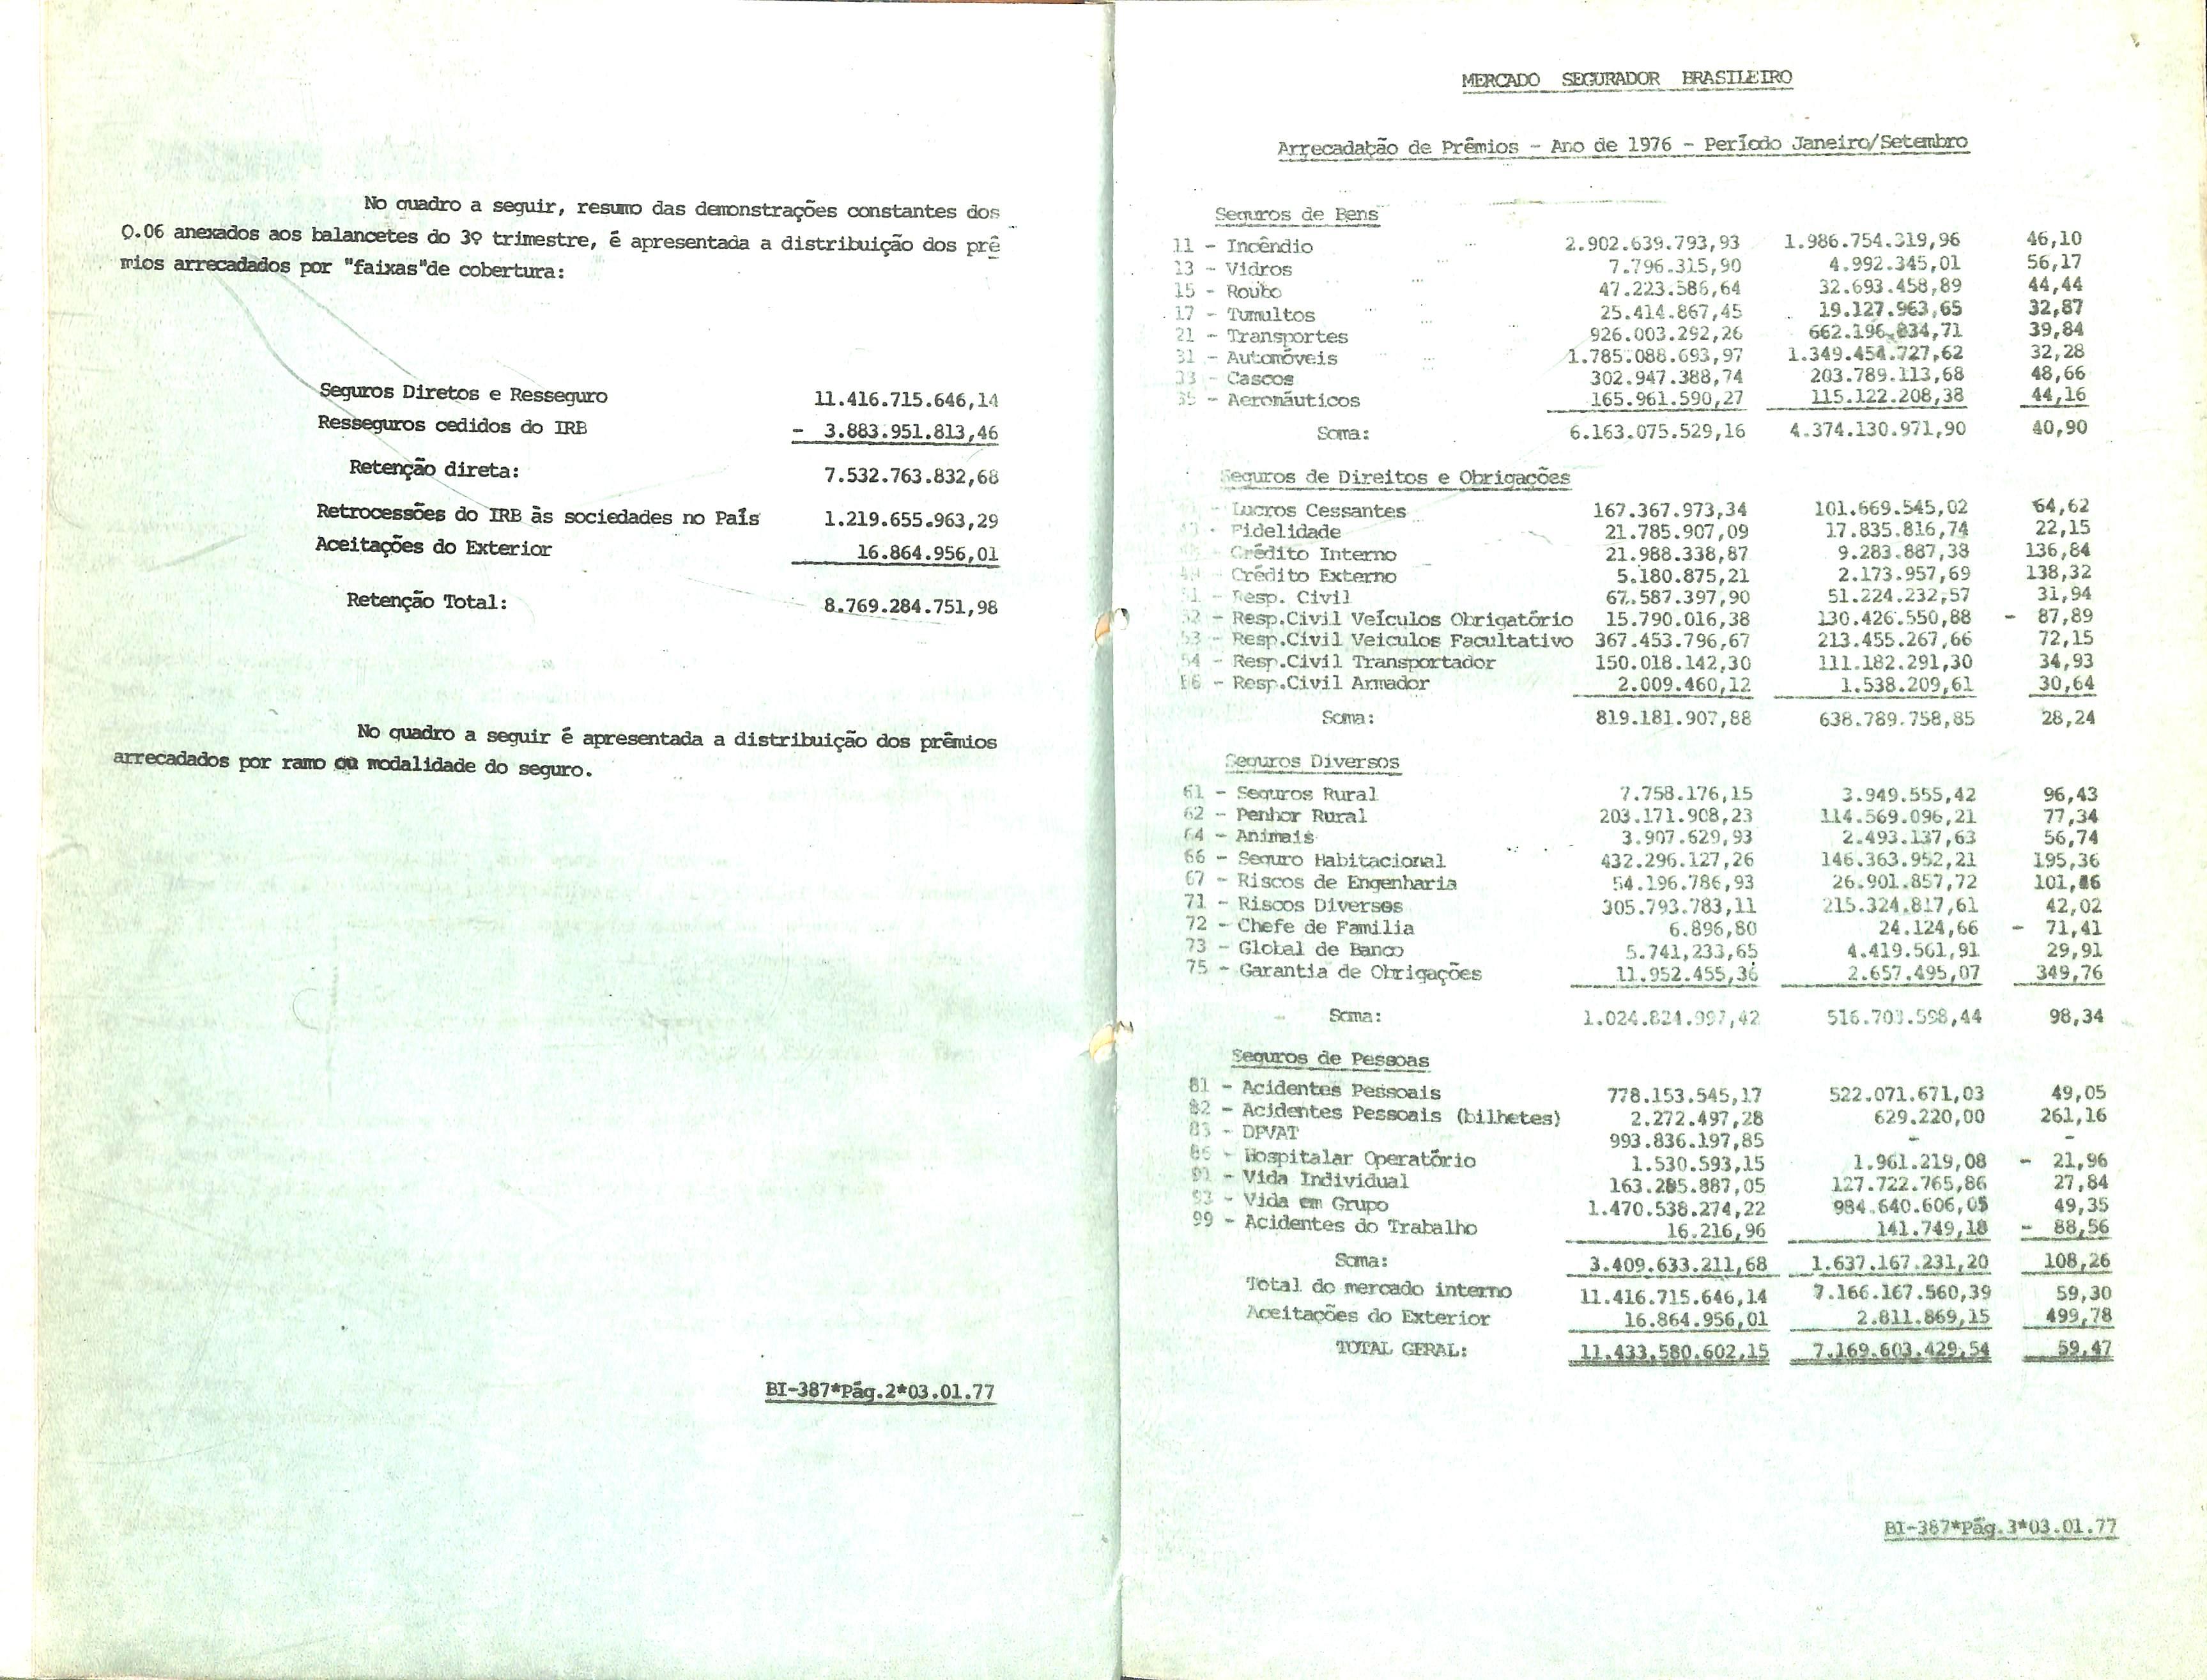 No quadro a seguir, resumo das demonstrações constantes dos
Q.06 anexados aos balancetes do 3º trimestre, é apresentada a distribuição dos prê
mios arrecadados por "faixas"de cobertura:
Seguros Diretos e Resseguro 11.416.715.646,14
Resseguros cedidos do IRB - 3.883.951.813,46
Retenção direta: 7.532.763.832,68
Retrocessões do IRB às sociedades no País 1.219.655.963,29
Aceitações do Exterior 16.864.956,01
Retenção Total: 8.769.284.751,98
No quadro a seguir é apresentada a distribuição dos prêmios
arrecadados por ramo ou modalidade do seguro.
BI-387*Pág.2*03.01.77
MERCADO SEGURADOR BRASILEIRO
Arrecadação de Prêmios - Ano de 1976 - Período Janeiro/Setembro
Seguros de Bens
11 - Incêndio 2.902.639.793,93 1.986.754.319,96 46,10
13 - Vidros 7.796.315,90 4.992.345,01 56,17
15 - Roubo 47.223.586,64 32.693.458,89 44,44
17 - Tumultos 25.414.867,45 19.127.963,65 32,87
21 - Transportes 926.003.292,26 662.196.834,71 39,84
31 - Automóveis 1.785.088.693,97 1.349.454.727,62 32,28
33 - Cascos 302.947.388,74 203.789.113,68 48,66
35 - Aeronáuticos 165.961.590,27 115.122.208,38 44,16
Soma: 6.163.075.529,16 4.374.130.971,90 40,90
Seguros de Direitos e Obrigações
- Lucros Cessantes 167.367.973,34 101.669.545,02 64,62
- Fidelidade 21.785.907,09 17.835.816,74 22,15
- Crédito Interno 21.988.338,87 9.283.887,38 136,84
- Crédito Externo 5.180.875,21 2.173.957,69 138,32
51 - Resp. Civil 67.587.397,90 51.224.232,57 31,94
52 - Resp.Civil Veículos Obrigatório 15.790.016,38 130.426.550,88 - 87,89
53 - Resp.Civil Veiculos Facultativo 367.453.796,67 213.455.267,66 72,15
54 - Resp.Civil Transportador 150.018.142,30 111.182.291,30 34,93
56 - Resp.Civil Armador 2.009.460,12 1.538.209,61 30,64
Soma: 819.181.907,88 638.789.758,85 28,24
Seguros Diversos
61 - Seguros Rural 7.758.176,15 3.949.555,42 96,43
62 - Penhor Rural 203.171.908,23 114.569.096,21 77,34
64 - Animais 3.907.629,93 2.493.137,63 56,74
66 - Seguro Habitacional 432.296.127,26 146.363.952,21 195,36
67 - Riscos de Engenharia 54.196.786,93 26.901.857,72 101,46
71 - Riscos Diversos 305.793.783,11 215.324.817,61 42,02
72 - Chefe de Família 6.896,80 24.124,66 - 71,41
73 - Global de Banco 5.741,233,65 4.419.561,91 29,91
75 - Garantia de Obrigações 11.952.455,36 2.657.495,07 349,76
Soma: 1.024.824.997,42 516.703.598,44 98,34
Seguros de Pessoas
81 - Acidentes Pessoais 778.153.545,17 522.071.671,03 49,05
82 - Acidentes Pessoais (bilhetes) 2.272.497,28 629.220,00 261,16
83 - DPVAT 993.836.197,85 - -
86 - Hospitalar Operatório 1.530.593,15 1.961.219,08 - 21,96
91 - Vida Individual 163.285.887,05 127.722.765,86 27,84
93 - Vida em Grupo 1.470.538.274,22 984.640.606,05 49,35
99 - Acidentes do Trabalho 16.216,96 141.749,18 - 88,56
Soma: 3.409.633.211,68 1.637.167.231,20 108,26
Total do mercado interno 11.416.715.646,14 7.166.167.560,39 59,30
Aceitações do Exterior 16.864.956,01 2.811.869,15 499,78
TOTAL GERAL: 11.433.580.602,15 7.169.603.429,54 59,47
BI-387*Pág.3*03.01.77